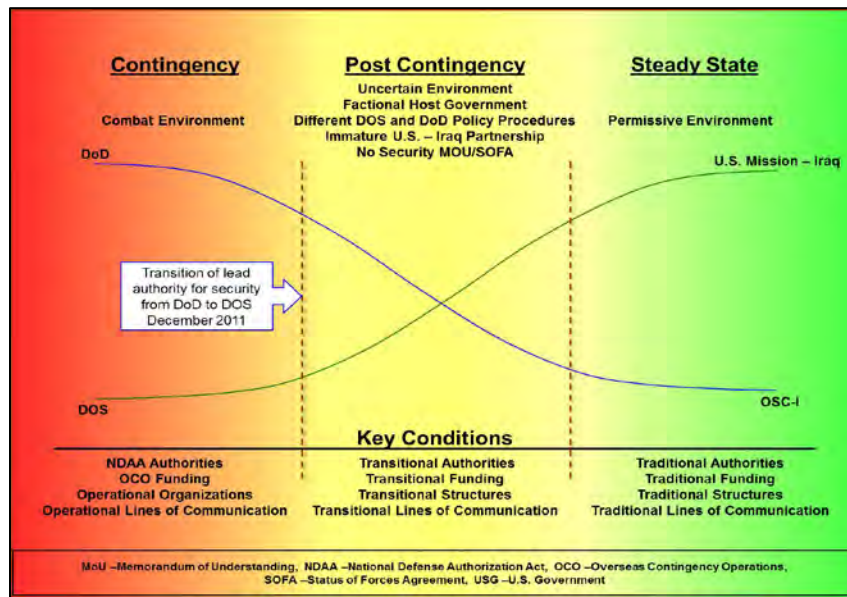 Contingency
Post Contingency
Steady State
Combat Environment
Uncertain Environment
Factional Host Government
Different DOS and DoD Policy Procedures
Immature U.S. – Iraq Partnership
No Security MOU/SOFA
Permissive Environment
DoD
U.S. Mission – Iraq
Transition of lead
authority for security
from DoD to DOS
December 2011
DOS
OSC-I
Key Conditions
NDAA Authorities
OCO Funding
Operational Organizations
Operational Lines of Communication
Transitional Authorities
Transitional Funding
Transitional Structures
Transitional Lines of Communication
Traditional Authorities
Traditional Funding
Traditional Structures
Traditional Lines of Communication
MoU –Memorandum of Understanding, NDAA –National Defense Authorization Act, OCO –Overseas Contingency Operations,
SOFA –Status of Forces Agreement, USG –U.S. Government